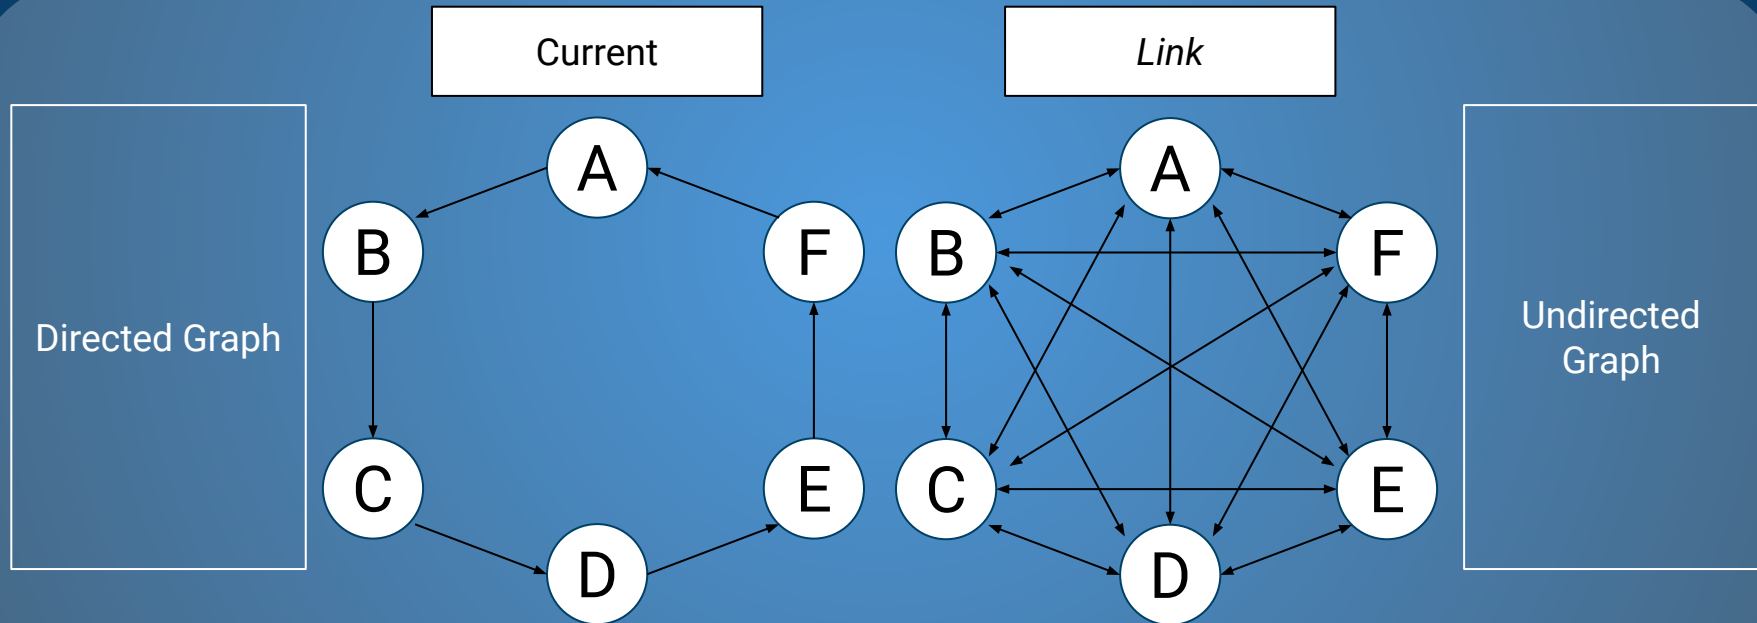 Current
Link
Directed Graph
A
B
F
C
E
D
A
B
F
C
E
D
Undirected
Graph